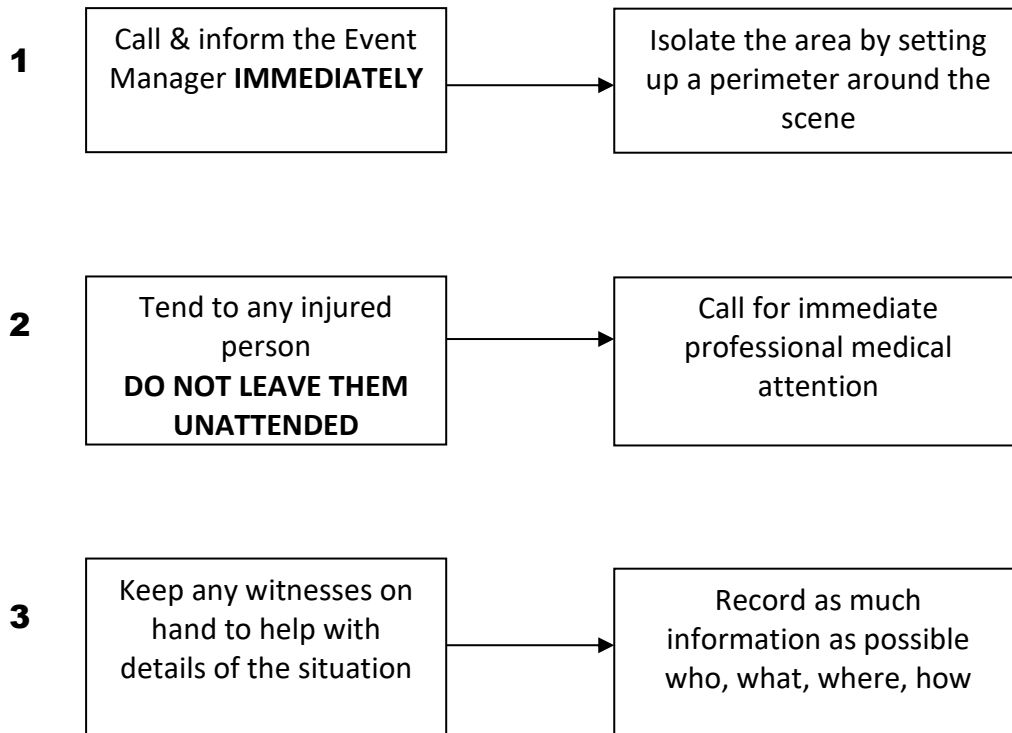 1
Call & inform the Event
Manager IMMEDIATELY
Isolate the area by setting
up a perimeter around the
scene
2
Tend to any injured
person
DO NOT LEAVE THEM
UNATTENDED
Call for immediate
professional medical
attention
3
Keep any witnesses on
hand to help with
details of the situation
Record as much
information as possible
who, what, where, how